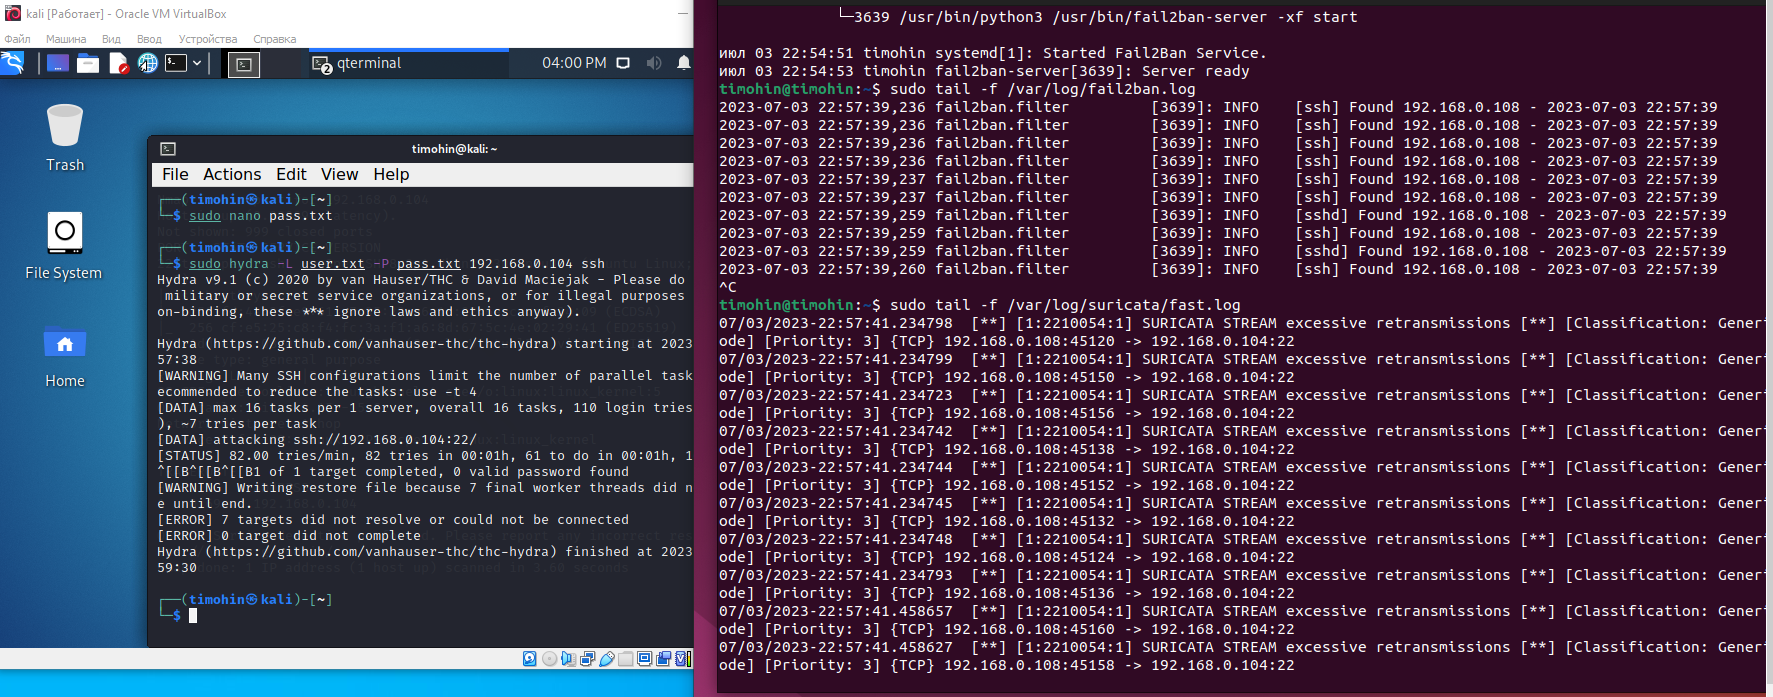 kali [Работает] - Oracle VM VirtualBox
Файл Машина Вид Ввод Устройства Справка
2 qterminal 04:00 PM
Trash
File System
Home
timohin@kali: ~
File Actions Edit View Help
┌──(timohin㉿kali)-[~]
└─$ sudo nano pass.txt
┌──(timohin㉿kali)-[~]
└─$ sudo hydra -L user.txt -P pass.txt 192.168.0.104 ssh
Hydra v9.1 (c) 2020 by van Hauser/THC & David Maciejak - Please do
military or secret service organizations, or for illegal purposes
on-binding, these *** ignore laws and ethics anyway).
Hydra (https://github.com/vanhauser-thc/thc-hydra) starting at 2023
57:38
[WARNING] Many SSH configurations limit the number of parallel task
ecommended to reduce the tasks: use -t 4
[DATA] max 16 tasks per 1 server, overall 16 tasks, 110 login tries
), ~7 tries per task
[DATA] attacking ssh://192.168.0.104:22/
[STATUS] 82.00 tries/min, 82 tries in 00:01h, 61 to do in 00:01h, 1
^[[B^[[B^[[B1 of 1 target completed, 0 valid password found
[WARNING] Writing restore file because 7 final worker threads did n
e until end.
[ERROR] 7 targets did not resolve or could not be connected
[ERROR] 0 target did not complete
Hydra (https://github.com/vanhauser-thc/thc-hydra) finished at 2023
59:30
┌──(timohin㉿kali)-[~]
└─$
└─3639 /usr/bin/python3 /usr/bin/fail2ban-server -xf start
июл 03 22:54:51 timohin systemd[1]: Started Fail2Ban Service.
июл 03 22:54:53 timohin fail2ban-server[3639]: Server ready
timohin@timohin:~$ sudo tail -f /var/log/fail2ban.log
2023-07-03 22:57:39,236 fail2ban.filter [3639]: INFO [ssh] Found 192.168.0.108 - 2023-07-03 22:57:39
2023-07-03 22:57:39,236 fail2ban.filter [3639]: INFO [ssh] Found 192.168.0.108 - 2023-07-03 22:57:39
2023-07-03 22:57:39,236 fail2ban.filter [3639]: INFO [ssh] Found 192.168.0.108 - 2023-07-03 22:57:39
2023-07-03 22:57:39,236 fail2ban.filter [3639]: INFO [ssh] Found 192.168.0.108 - 2023-07-03 22:57:39
2023-07-03 22:57:39,237 fail2ban.filter [3639]: INFO [ssh] Found 192.168.0.108 - 2023-07-03 22:57:39
2023-07-03 22:57:39,237 fail2ban.filter [3639]: INFO [ssh] Found 192.168.0.108 - 2023-07-03 22:57:39
2023-07-03 22:57:39,259 fail2ban.filter [3639]: INFO [sshd] Found 192.168.0.108 - 2023-07-03 22:57:39
2023-07-03 22:57:39,259 fail2ban.filter [3639]: INFO [ssh] Found 192.168.0.108 - 2023-07-03 22:57:39
2023-07-03 22:57:39,259 fail2ban.filter [3639]: INFO [sshd] Found 192.168.0.108 - 2023-07-03 22:57:39
2023-07-03 22:57:39,260 fail2ban.filter [3639]: INFO [ssh] Found 192.168.0.108 - 2023-07-03 22:57:39
^C
timohin@timohin:~$ sudo tail -f /var/log/suricata/fast.log
07/03/2023-22:57:41.234798 [**] [1:2210054:1] SURICATA STREAM excessive retransmissions [**] [Classification: Generi
ode] [Priority: 3] {TCP} 192.168.0.108:45120 -> 192.168.0.104:22
07/03/2023-22:57:41.234799 [**] [1:2210054:1] SURICATA STREAM excessive retransmissions [**] [Classification: Generi
ode] [Priority: 3] {TCP} 192.168.0.108:45150 -> 192.168.0.104:22
07/03/2023-22:57:41.234723 [**] [1:2210054:1] SURICATA STREAM excessive retransmissions [**] [Classification: Generi
ode] [Priority: 3] {TCP} 192.168.0.108:45156 -> 192.168.0.104:22
07/03/2023-22:57:41.234742 [**] [1:2210054:1] SURICATA STREAM excessive retransmissions [**] [Classification: Generi
ode] [Priority: 3] {TCP} 192.168.0.108:45138 -> 192.168.0.104:22
07/03/2023-22:57:41.234744 [**] [1:2210054:1] SURICATA STREAM excessive retransmissions [**] [Classification: Generi
ode] [Priority: 3] {TCP} 192.168.0.108:45152 -> 192.168.0.104:22
07/03/2023-22:57:41.234745 [**] [1:2210054:1] SURICATA STREAM excessive retransmissions [**] [Classification: Generi
ode] [Priority: 3] {TCP} 192.168.0.108:45132 -> 192.168.0.104:22
07/03/2023-22:57:41.234748 [**] [1:2210054:1] SURICATA STREAM excessive retransmissions [**] [Classification: Generi
ode] [Priority: 3] {TCP} 192.168.0.108:45124 -> 192.168.0.104:22
07/03/2023-22:57:41.234793 [**] [1:2210054:1] SURICATA STREAM excessive retransmissions [**] [Classification: Generi
ode] [Priority: 3] {TCP} 192.168.0.108:45136 -> 192.168.0.104:22
07/03/2023-22:57:41.458657 [**] [1:2210054:1] SURICATA STREAM excessive retransmissions [**] [Classification: Generi
ode] [Priority: 3] {TCP} 192.168.0.108:45160 -> 192.168.0.104:22
07/03/2023-22:57:41.458627 [**] [1:2210054:1] SURICATA STREAM excessive retransmissions [**] [Classification: Generi
ode] [Priority: 3] {TCP} 192.168.0.108:45158 -> 192.168.0.104:22